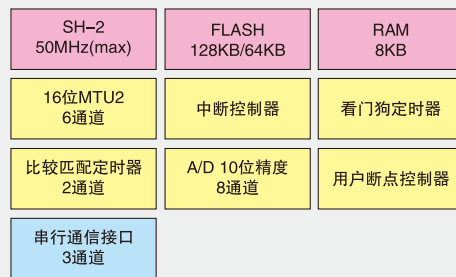 SH-2
50MHz(max)
FLASH
128KB/64KB
RAM
8KB
16位MTU2
6通道
中断控制器
看门狗定时器
比较匹配定时器
2通道
A/D 10位精度
8通道
用户断点控制器
串行通信接口
3通道